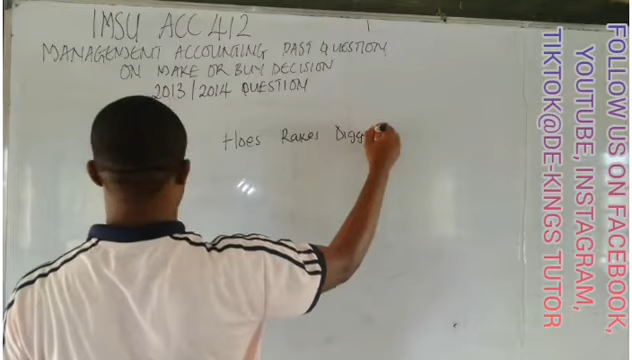 IMSU ACC 412
MANAGEMENT ACCOUNTING PAST QUESTION
ON MAKE OR BUY DECISION
2013/2014 QUESTION
Hoes Rakes Digg
FOLLOW US ON FACEBOOK,
YOUTUBE, INSTAGRAM,
TIKTOK@DE-KINGS TUTOR